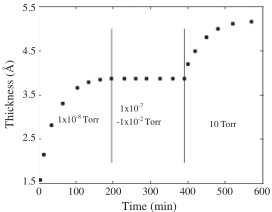 5.5
4.5
3.5
2.5
1.5
Thickness (Å)
1x10⁻⁸ Torr
1x10⁻⁷
-1x10⁻² Torr
10 Torr
0 100 200 300 400 500 600
Time (min)